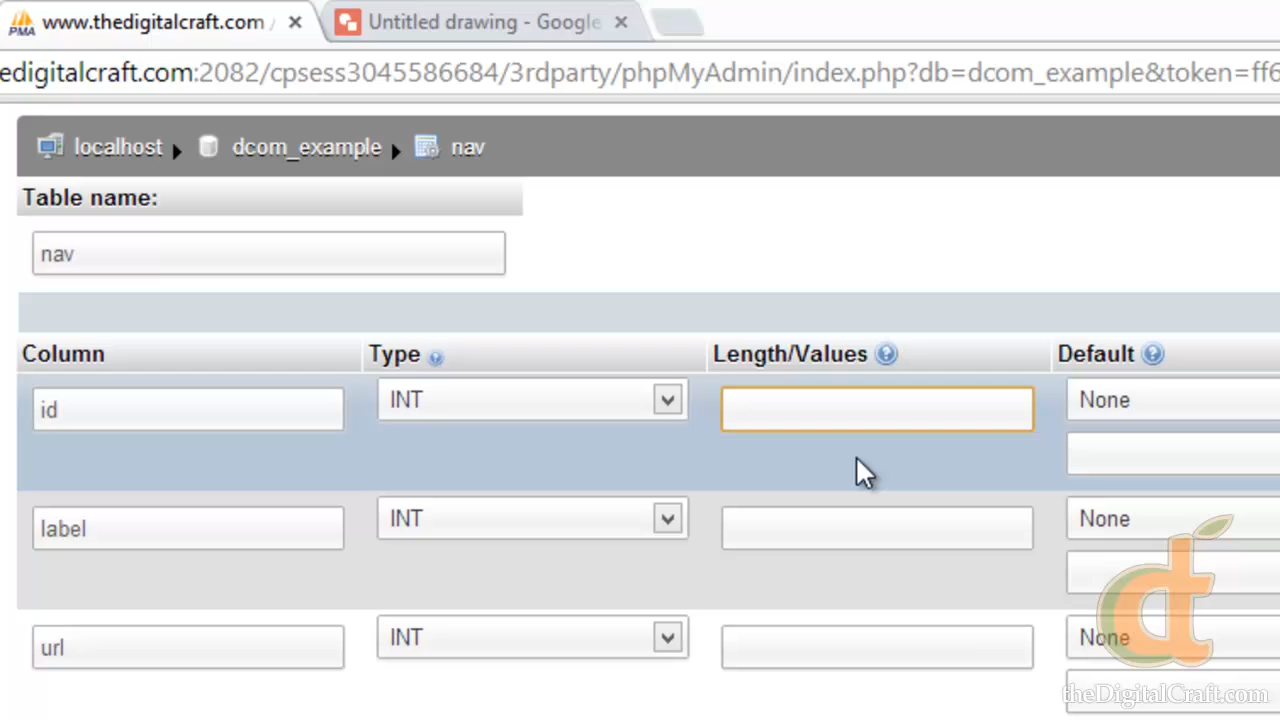 PMA www.thedigitalcraft.com / Untitled drawing - Google
edigitalcraft.com:2082/cpsess3045586684/3rdparty/phpMyAdmin/index.php?db=dcom_example&token=ff6
localhost dcom_example nav
Table name:
nav
Column Type Length/Values Default
id INT None
label INT None
url INT None
dt
theDigitalCraft.com